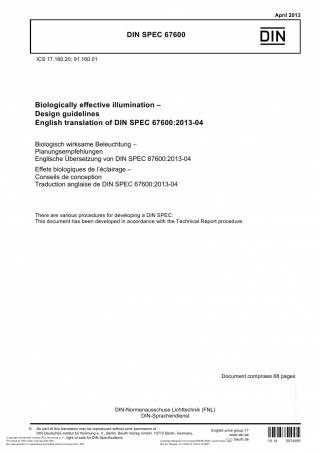 April 2013
DIN SPEC 67600
DIN
ICS 17.180.20; 91.160.01
Biologically effective illumination –
Design guidelines
English translation of DIN SPEC 67600:2013-04
Biologisch wirksame Beleuchtung –
Planungsempfehlungen
Englische Übersetzung von DIN SPEC 67600:2013-04
Effets biologiques de l'éclairage –
Conseils de conception
Traduction anglaise de DIN SPEC 67600:2013-04
There are various procedures for developing a DIN SPEC:
This document has been developed in accordance with the Technical Report procedure.
Document comprises 68 pages
DIN-Normenausschuss Lichttechnik (FNL)
DIN-Sprachendienst
© No part of this translation may be reproduced without prior permission of
DIN Deutsches Institut für Normung e. V., Berlin. Beuth Verlag GmbH, 10772 Berlin, Germany,
right of sale for DIN-Specifications.
English price group
www.din.de
www.beuth.de